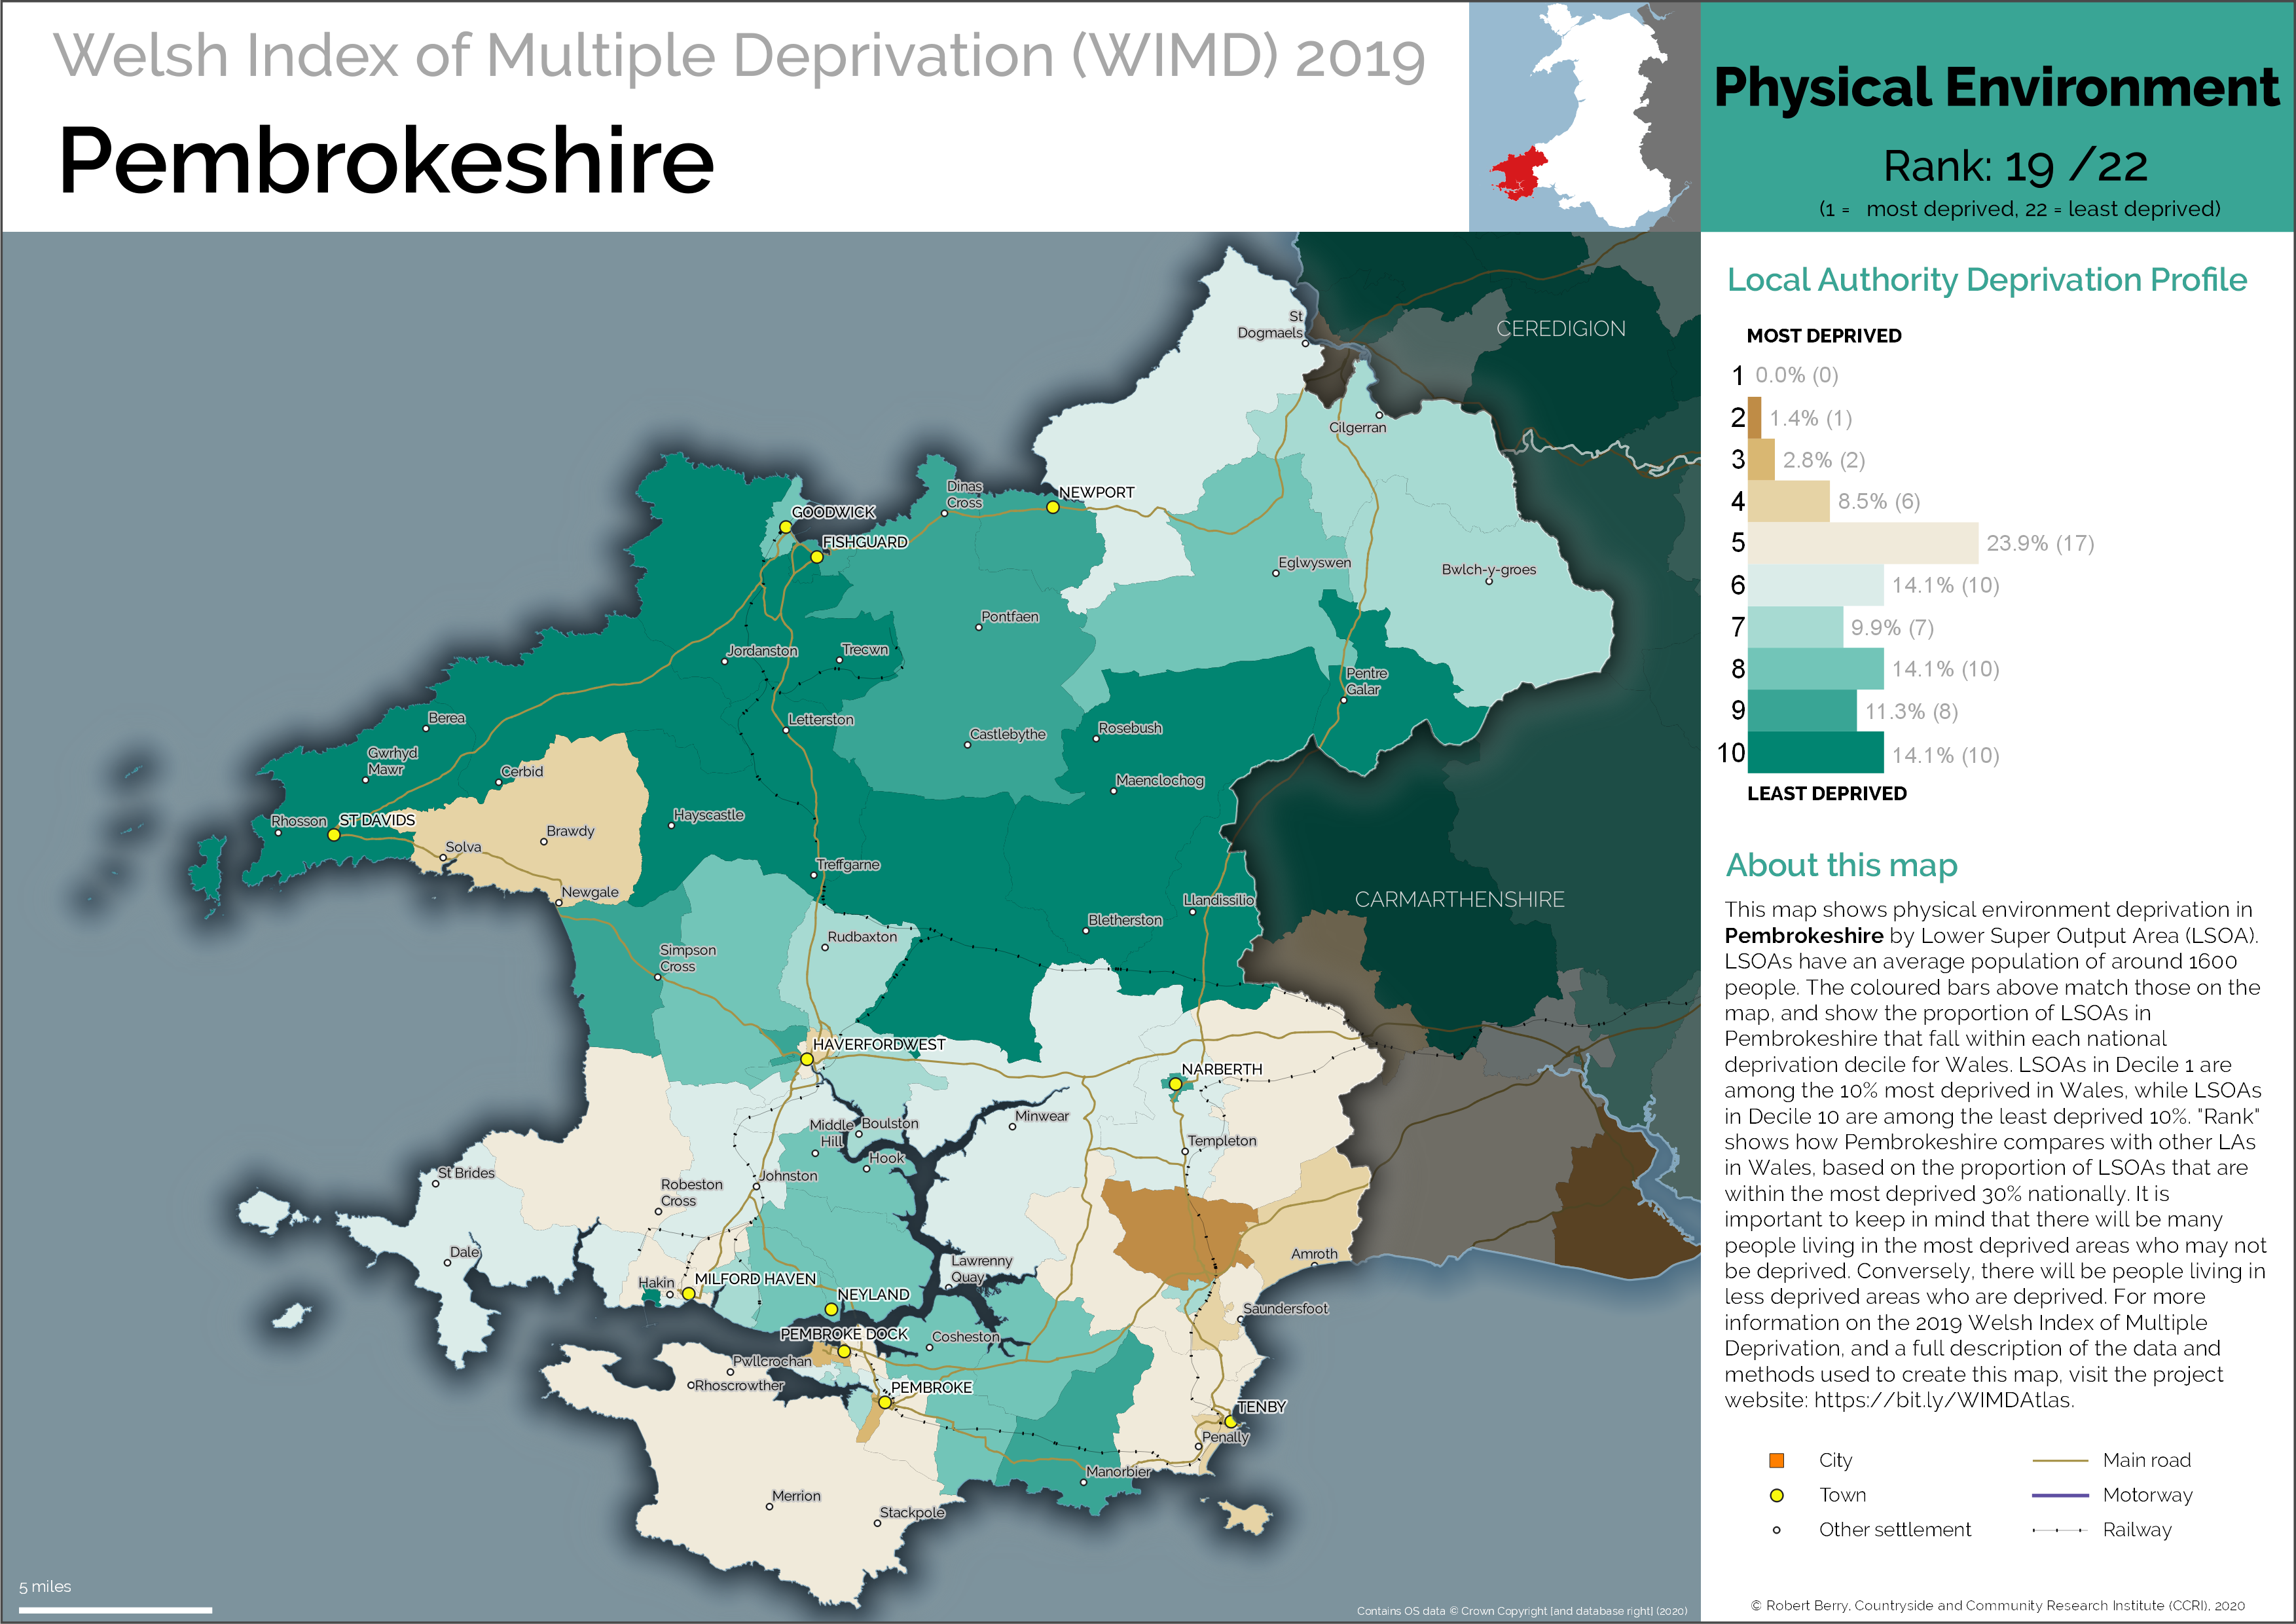 Welsh Index of Multiple Deprivation (WIMD) 2019
Pembrokeshire
Physical Environment
Rank: 19 /22
(1 = most deprived, 22 = least deprived)
St
Dogmaels
CEREDIGION
Cilgerran
Dinas
Cross
NEWPORT
GOODWICK
FISHGUARD
Eglwyswen
Bwlch-y-groes
Pontfaen
Jordanston
Trecwn
Pentre
Galar
Berea
Letterston
Castlebythe
Rosebush
Gwrhyd
Mawr
Cerbid
Maenclochog
Rhosson
ST DAVIDS
Hayscastle
Brawdy
Solva
Treffgarne
Newgale
Llandissilio
CARMARTHENSHIRE
Bletherston
Rudbaxton
Simpson
Cross
HAVERFORDWEST
NARBERTH
Minwear
Middle
Hill
Boulston
Templeton
Hook
St Brides
Johnston
Robeston
Cross
Dale
Amroth
Lawrenny
Quay
Hakin
MILFORD HAVEN
NEYLAND
Saundersfoot
PEMBROKE DOCK
Cosheston
Pwllcrochan
Rhoscrowther
PEMBROKE
TENBY
Penally
Manorbier
Merrion
Stackpole
5 miles
Contains OS data © Crown Copyright [and database right] (2020)
Local Authority Deprivation Profile
MOST DEPRIVED
1 0.0% (0)
2 1.4% (1)
3 2.8% (2)
4 8.5% (6)
5 23.9% (17)
6 14.1% (10)
7 9.9% (7)
8 14.1% (10)
9 11.3% (8)
10 14.1% (10)
LEAST DEPRIVED
About this map
This map shows physical environment deprivation in
Pembrokeshire by Lower Super Output Area (LSOA).
LSOAs have an average population of around 1600
people. The coloured bars above match those on the
map, and show the proportion of LSOAs in
Pembrokeshire that fall within each national
deprivation decile for Wales. LSOAs in Decile 1 are
among the 10% most deprived in Wales, while LSOAs
in Decile 10 are among the least deprived 10%. "Rank"
shows how Pembrokeshire compares with other LAs
in Wales, based on the proportion of LSOAs that are
within the most deprived 30% nationally. It is
important to keep in mind that there will be many
people living in the most deprived areas who may not
be deprived. Conversely, there will be people living in
less deprived areas who are deprived. For more
information on the 2019 Welsh Index of Multiple
Deprivation, and a full description of the data and
methods used to create this map, visit the project
website: https://bit.ly/WIMDAtlas.
City
Main road
Town
Motorway
Other settlement
Railway
© Robert Berry, Countryside and Community Research Institute (CCRI), 2020